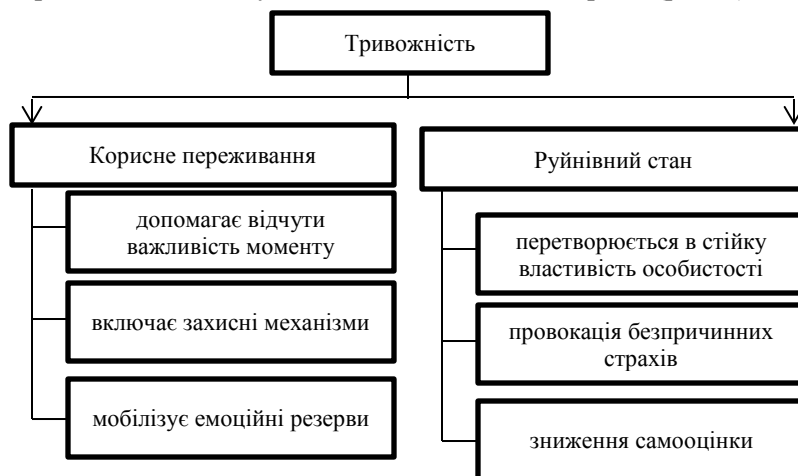 Тривожність
Корисне переживання
допомагає відчути
важливість моменту
включає захисні механізми
мобілізує емоційні резерви
Руйнівний стан
перетворюється в стійку
властивість особистості
провокація безпричинних
страхів
зниження самооцінки